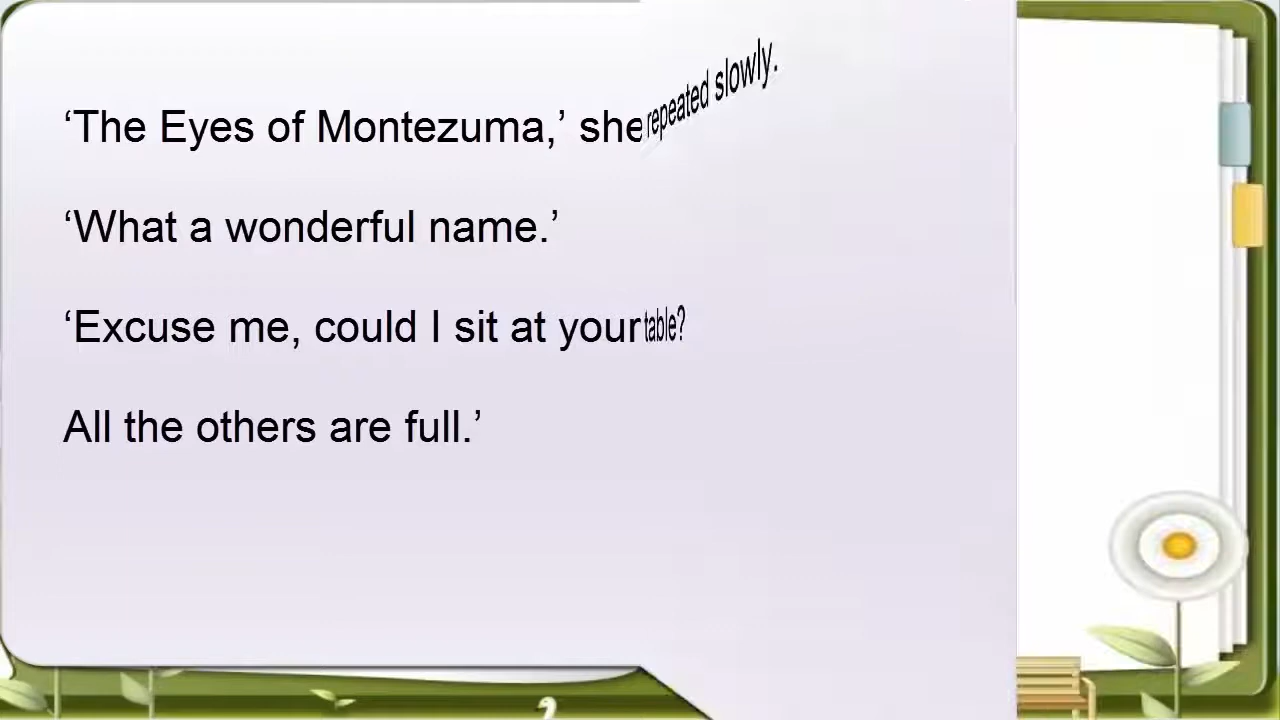 ‘The Eyes of Montezuma,’ she repeated slowly.
‘What a wonderful name.’
‘Excuse me, could I sit at your table?
All the others are full.’